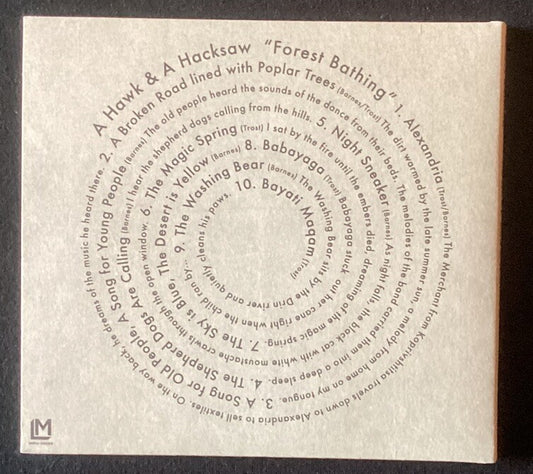 A Hawk & A Hacksaw "Forest Bathing"
1. Alexandria (Trost/Barnes) The Merchant from Koprivshtitsa travels down to Alexandria to sell textiles. On the way back, he dreams of the music he heard there.
2. A Broken Road lined with Poplar Trees (Barnes/Trost) The dirt warmed by the late summer sun, a melody from home on my tongue.
3. A Song for Old People, A Song for Young People (Barnes) The old people heard the sounds of the dance from their beds. The melodies of the band carried them into a deep sleep.
4. The Shepherd Dogs Are Calling (Barnes) I hear the shepherd dogs calling from the hills.
5. Night Sneaker (Barnes) As night falls, the black cat with white moustache crawls through the open window.
6. The Magic Spring (Trost) I sat by the fire until the embers died, dreaming of the magic spring.
7. The Sky is Blue, The Desert is Yellow (Barnes)
8. Babayaga (Trost) Babayaga stuck out her cane right when the child ran by...
9. The Washing Bear (Barnes) The Washing Bear sits by the Drin river and quietly cleans his paws.
10. Bayati Maqam (Trost)
LM